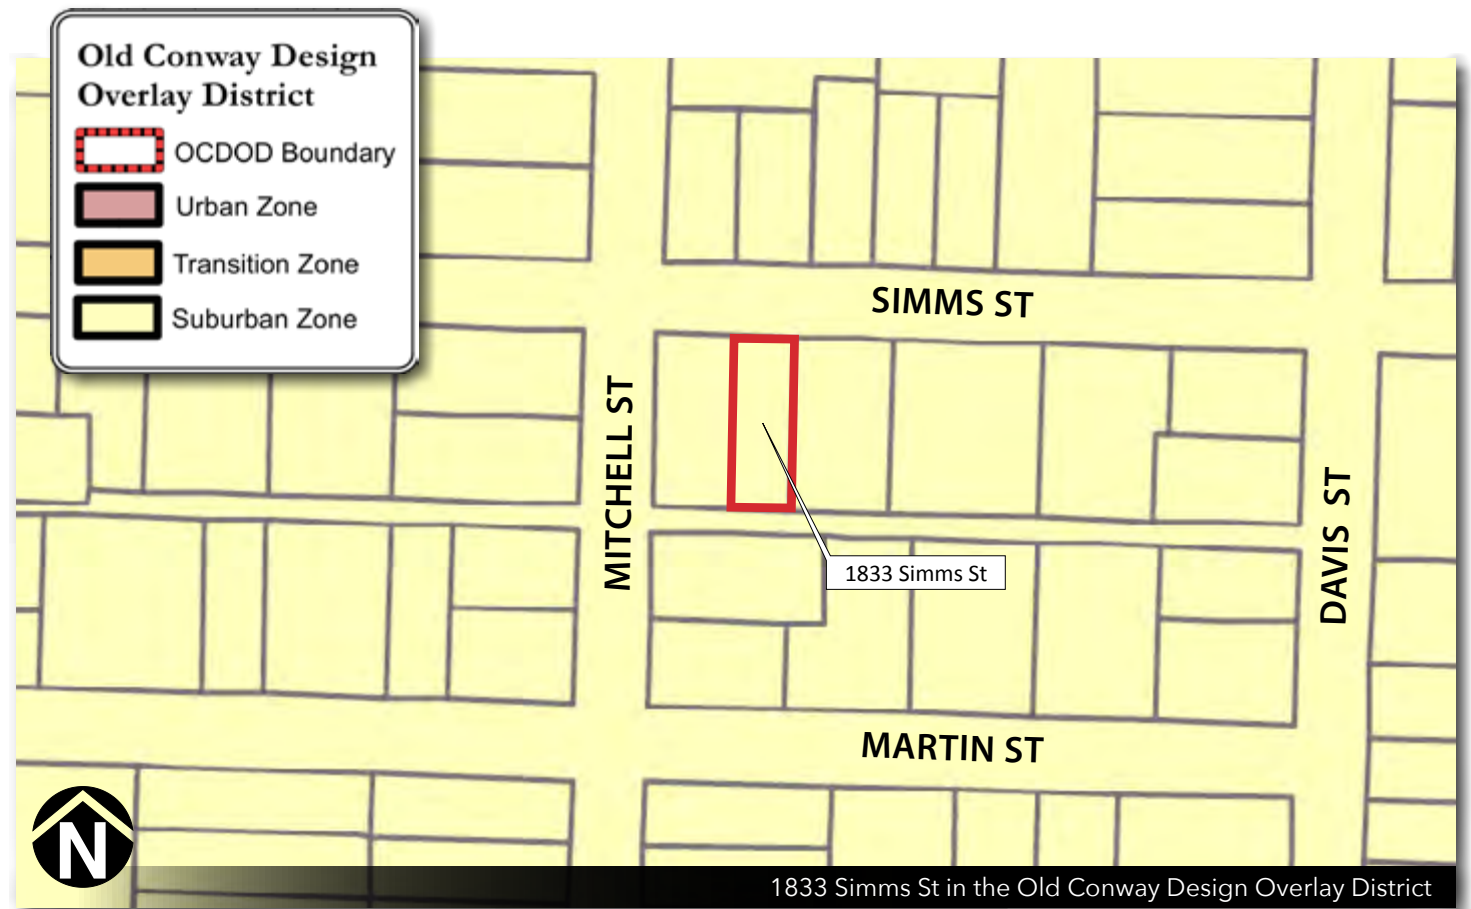 Old Conway Design
Overlay District
OCDOD Boundary
Urban Zone
Transition Zone
Suburban Zone
SIMMS ST
MITCHELL ST
DAVIS ST
1833 Simms St
MARTIN ST
N
1833 Simms St in the Old Conway Design Overlay District